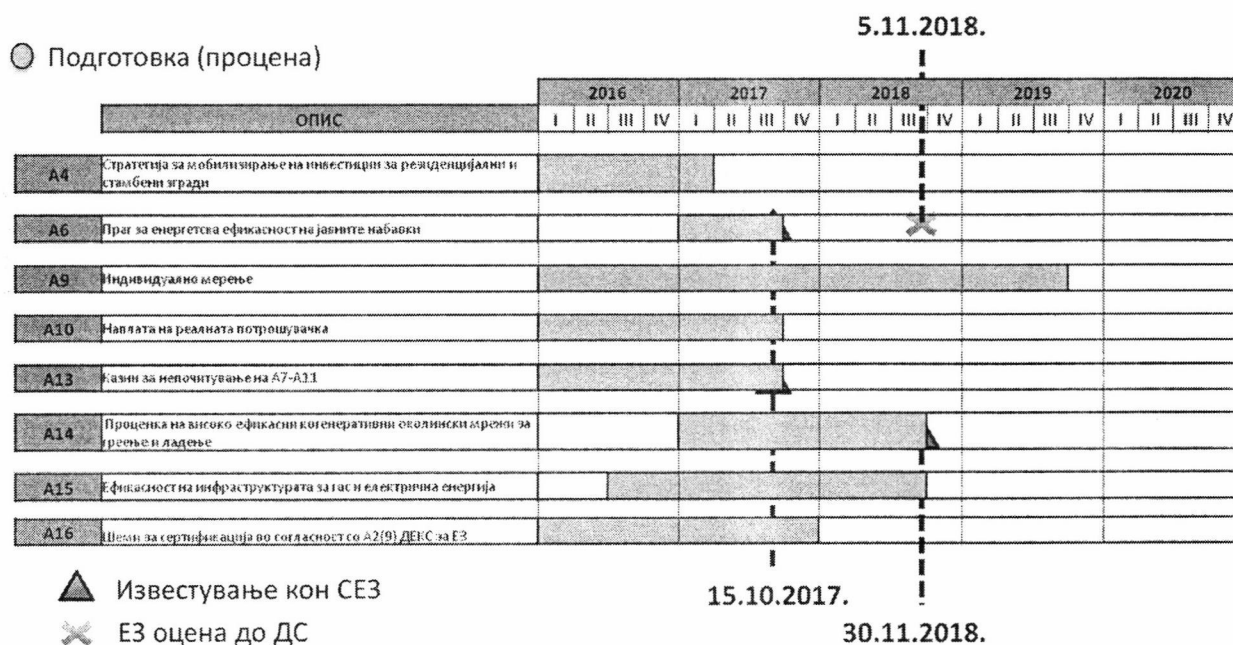 5.11.2018.
Подготовка (процена)
2016 2017 2018 2019 2020
ОПИС I II III IV I II III IV I II III IV I II III IV I II III IV
A4 Стратегија за мобилизирање на инвестиции за резиденцијални и
стамбени згради
A6 Праг за енергетска ефикасност на јавните набавки
A9 Индивидуално мерење
A10 Наплата на реалната потрошувачка
A13 Казни за непочитување на A7-A11
A14 Проценка на високо ефикасни когенеративни околински мрежи за
греење и ладење
A15 Ефикасност на инфраструктурата за гас и електрична енергија
A16 Шеми за сертификација во согласност со A2(9) ДЕКС за ЕЗ
Известување кон СЕЗ
15.10.2017.
ЕЗ оцена до ДС
30.11.2018.